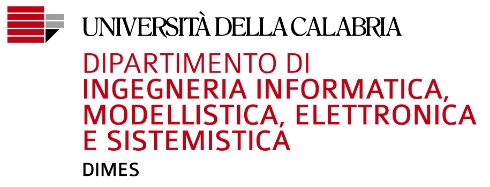 UNIVERSITÀ DELLA CALABRIA
DIPARTIMENTO DI
INGEGNERIA INFORMATICA,
MODELLISTICA, ELETTRONICA
E SISTEMISTICA
DIMES